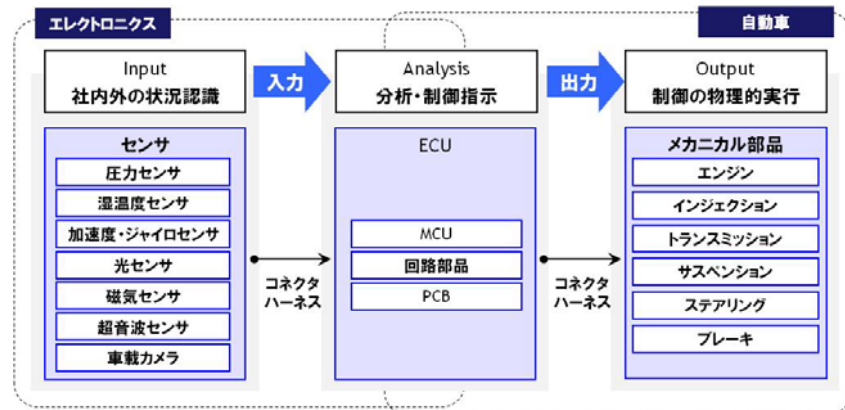 エレクトロニクス
自動車
Input
社内外の状況認識
入力
Analysis
分析・制御指示
出力
Output
制御の物理的実行
センサ
圧力センサ
湿温度センサ
加速度・ジャイロセンサ
光センサ
磁気センサ
超音波センサ
車載カメラ
コネクタ
ハーネス
ECU
MCU
回路部品
PCB
コネクタ
ハーネス
メカニカル部品
エンジン
インジェクション
トランスミッション
サスペンション
ステアリング
ブレーキ